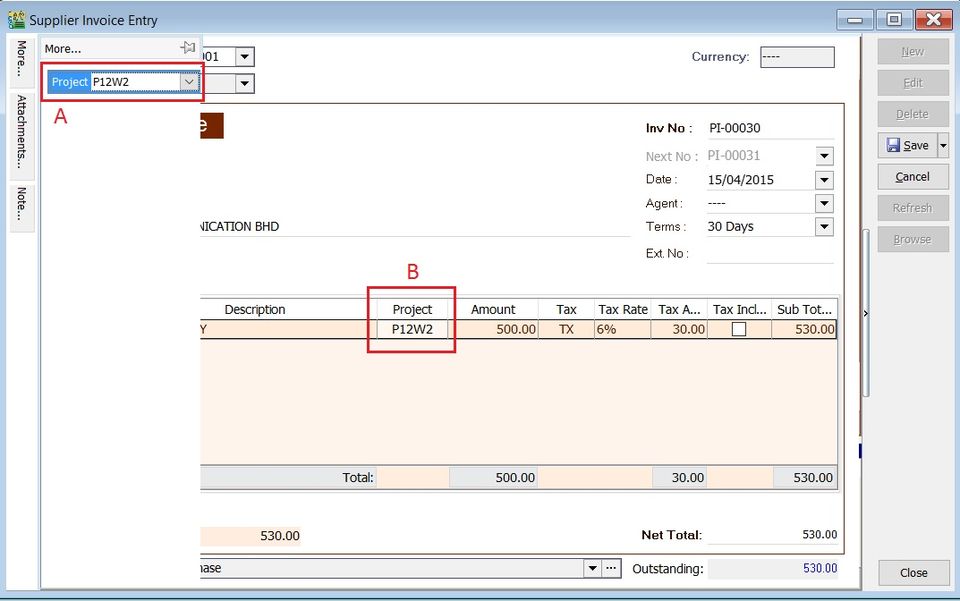 Supplier Invoice Entry
More...
Attachments...
Note...
More...
Project P12W2
A
001
Currency: ----
e
Inv No : PI-00030
Next No : PI-00031
Date : 15/04/2015
Agent : ----
Terms : 30 Days
Ext. No :
NICATION BHD
B
Description Project Amount Tax Tax Rate Tax A... Tax Incl... Sub Tot...
Y P12W2 500.00 TX 6% 30.00 530.00
Total: 500.00 30.00 530.00
530.00
Net Total: 530.00
hase
Outstanding: 530.00
New
Edit
Delete
Save
Cancel
Refresh
Browse
Close